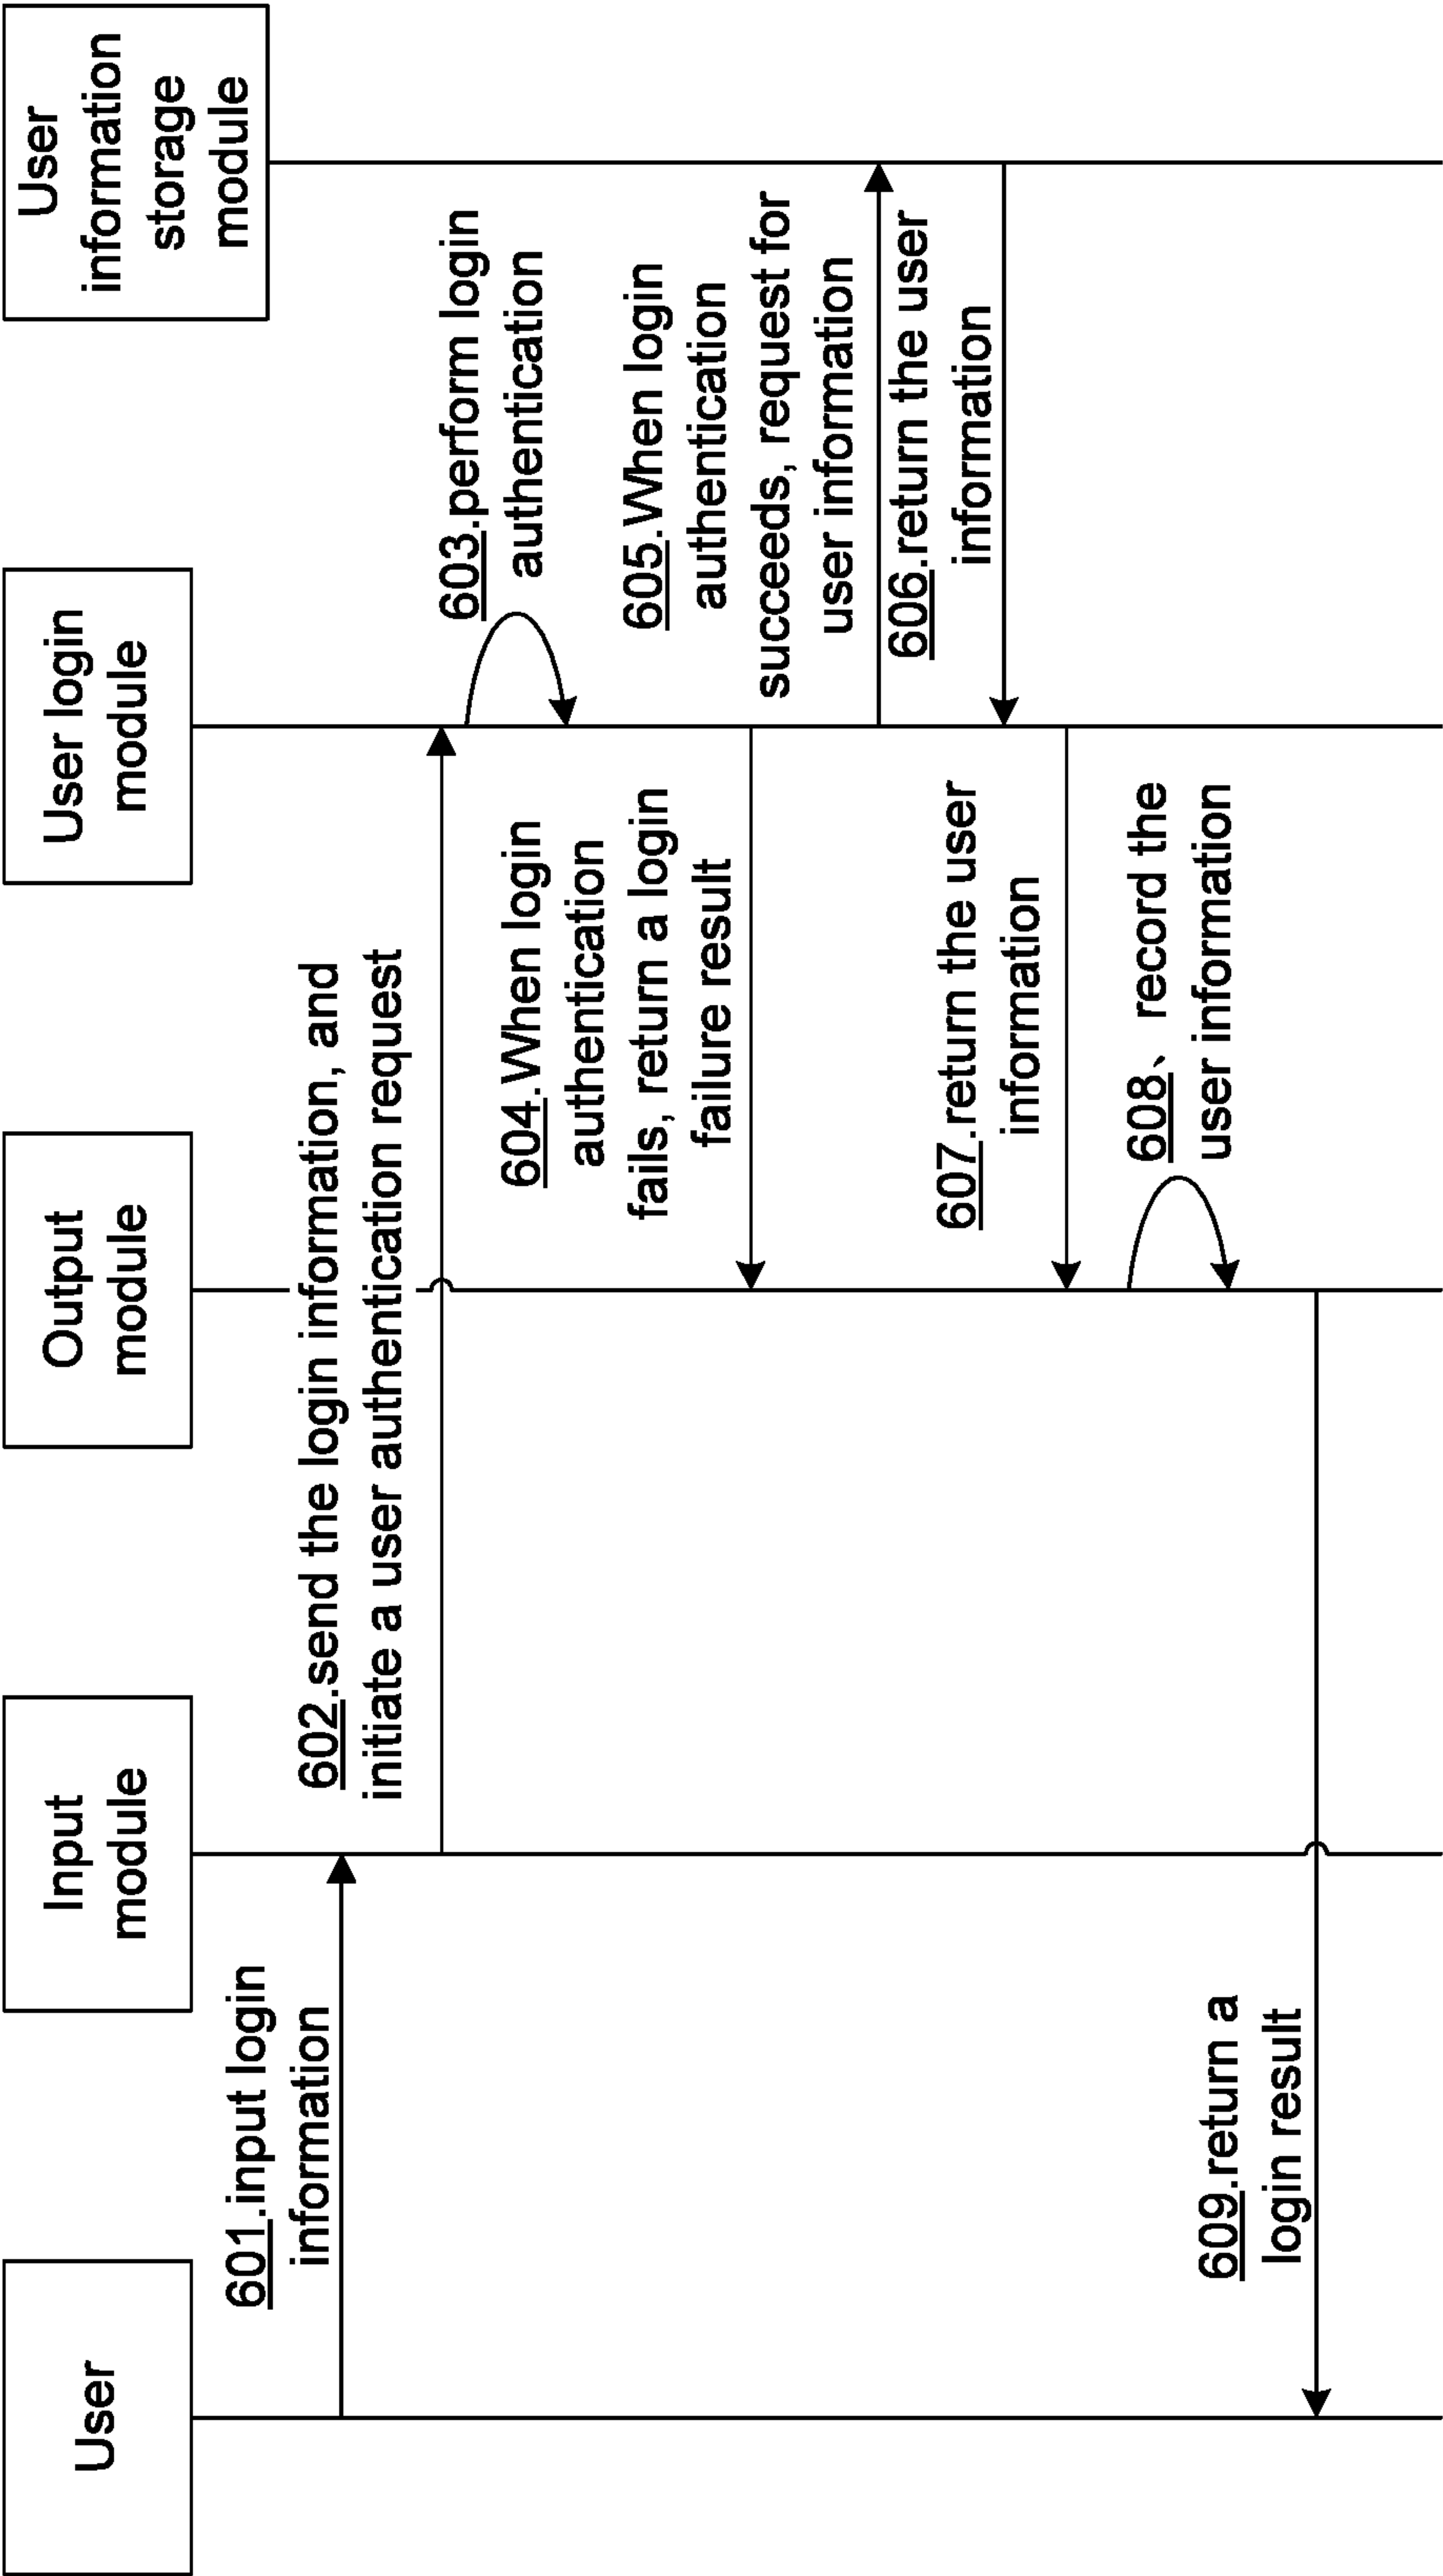 User
Input
module
Output
module
User login
module
User
information
storage
module
601.input login
information
602.send the login information, and
initiate a user authentication request
603.perform login
authentication
604.When login
authentication
fails, return a login
failure result
605.When login
authentication
succeeds, request for
user information
606.return the user
information
607.return the user
information
608、record the
user information
609.return a
login result